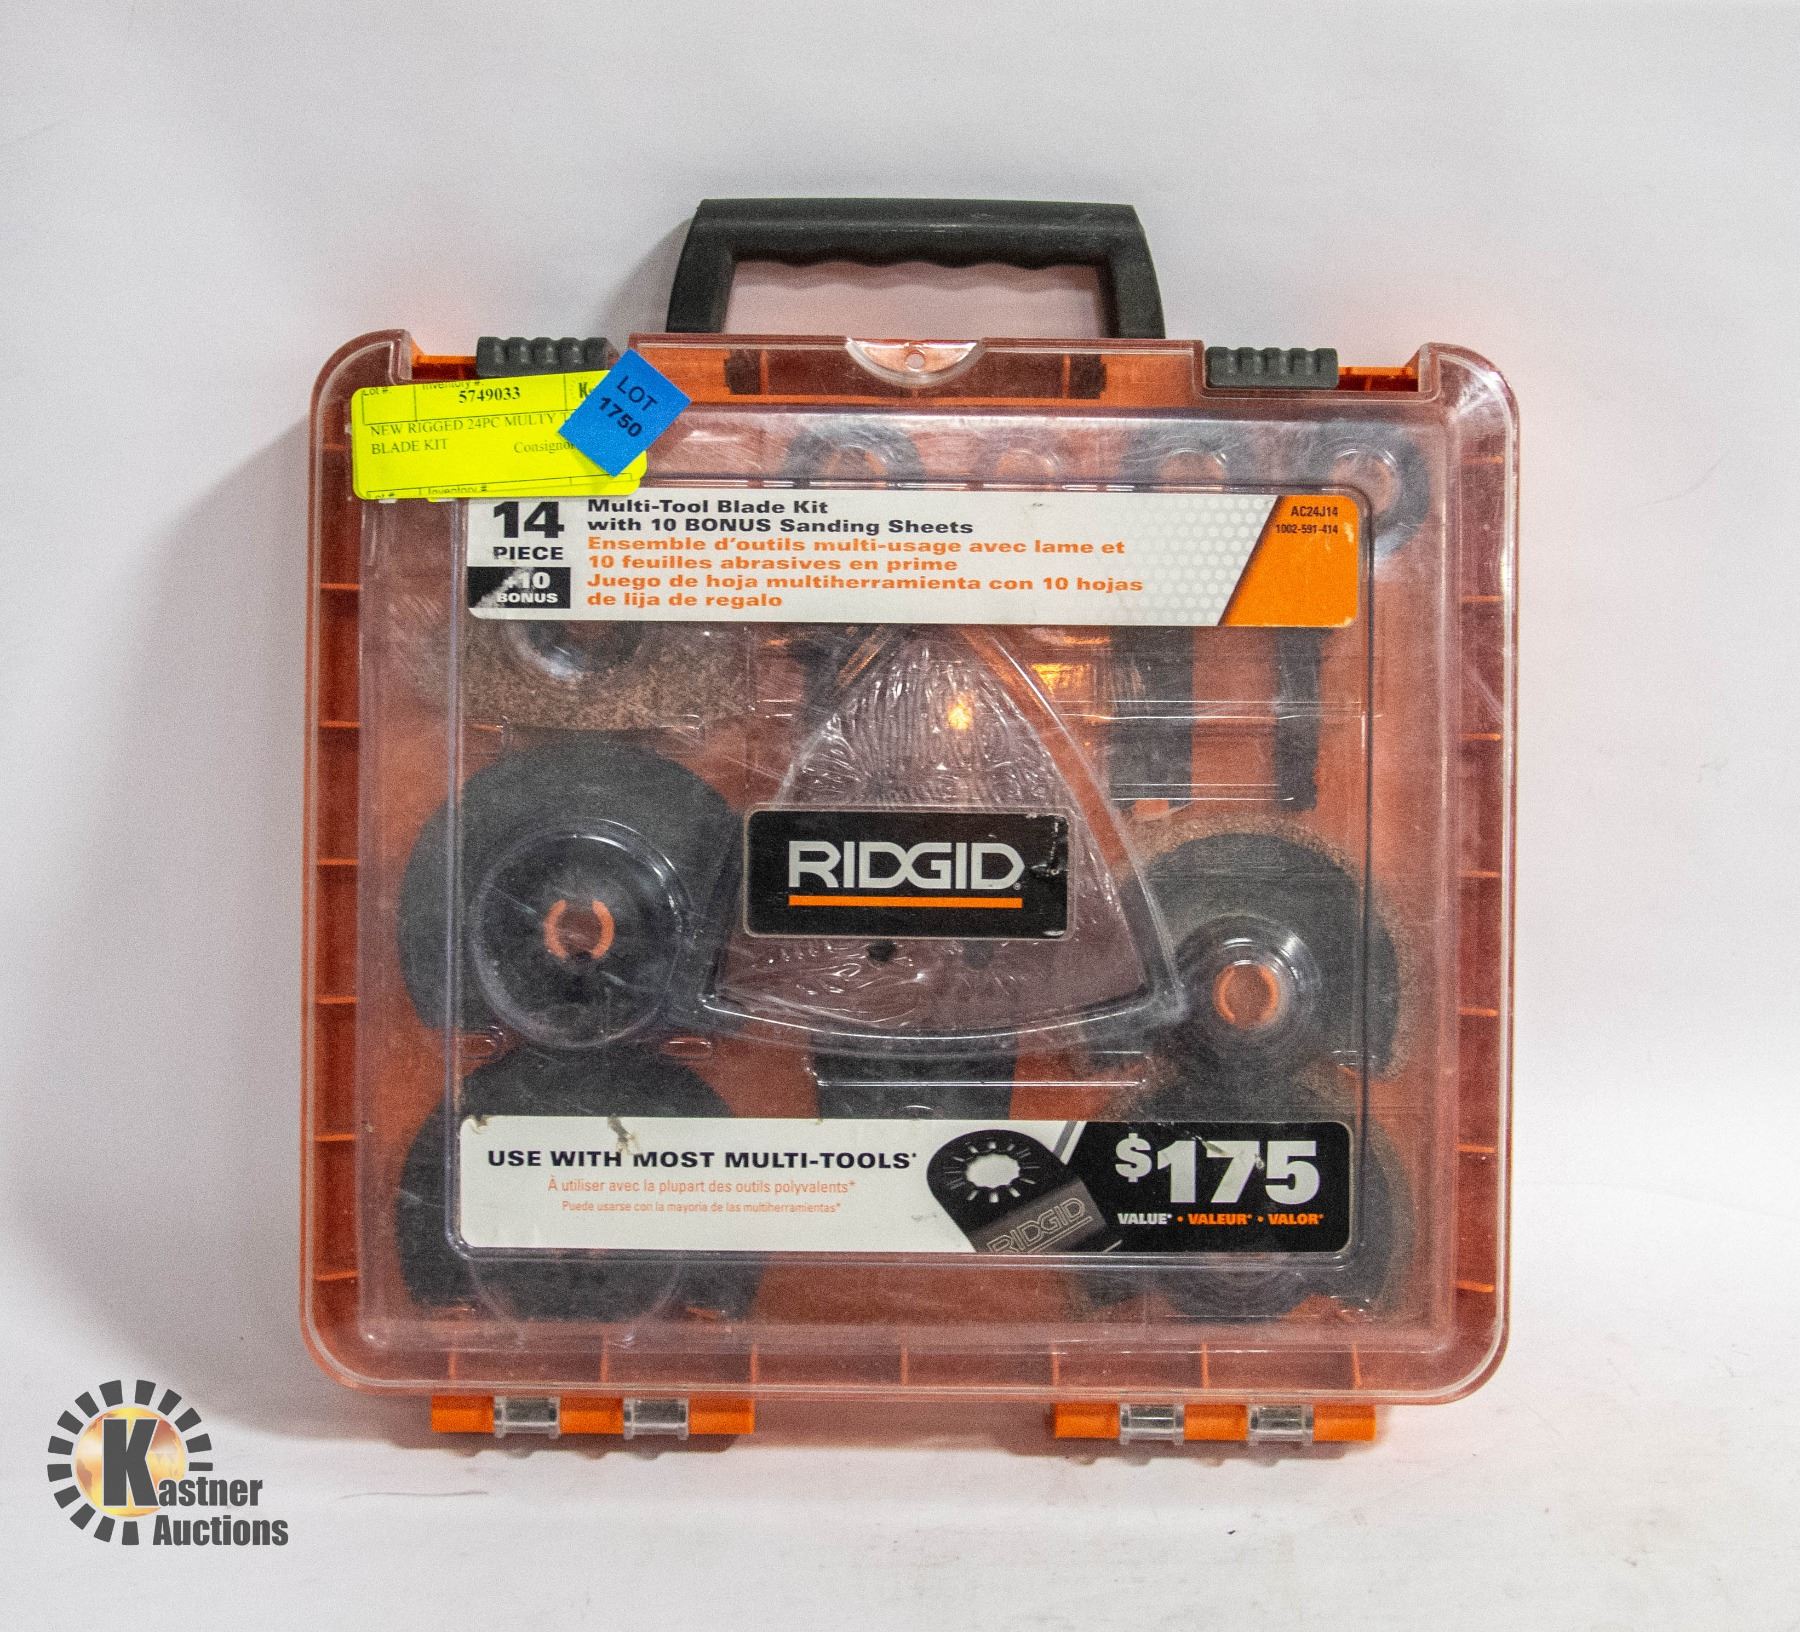 Lot #:
Inventory #:
5749033
NEW RIGGED 24PC MULTY
BLADE KIT
LOT
1750
Lot #:
Inventory #
14
PIECE
+10
BONUS
Multi-Tool Blade Kit
with 10 BONUS Sanding Sheets
Ensemble d'outils multi-usage avec lame et
10 feuilles abrasives en prime
Juego de hoja multiherramienta con 10 hojas
de lija de regalo
AC24J14
1002-591-414
RIDGID
USE WITH MOST MULTI-TOOLS*
À utiliser avec la plupart des outils polyvalents*
Puede usarse con la mayoría de las multiherramientas*
RIDGID
$175
VALUE* • VALEUR* • VALOR*
Kastner
Auctions